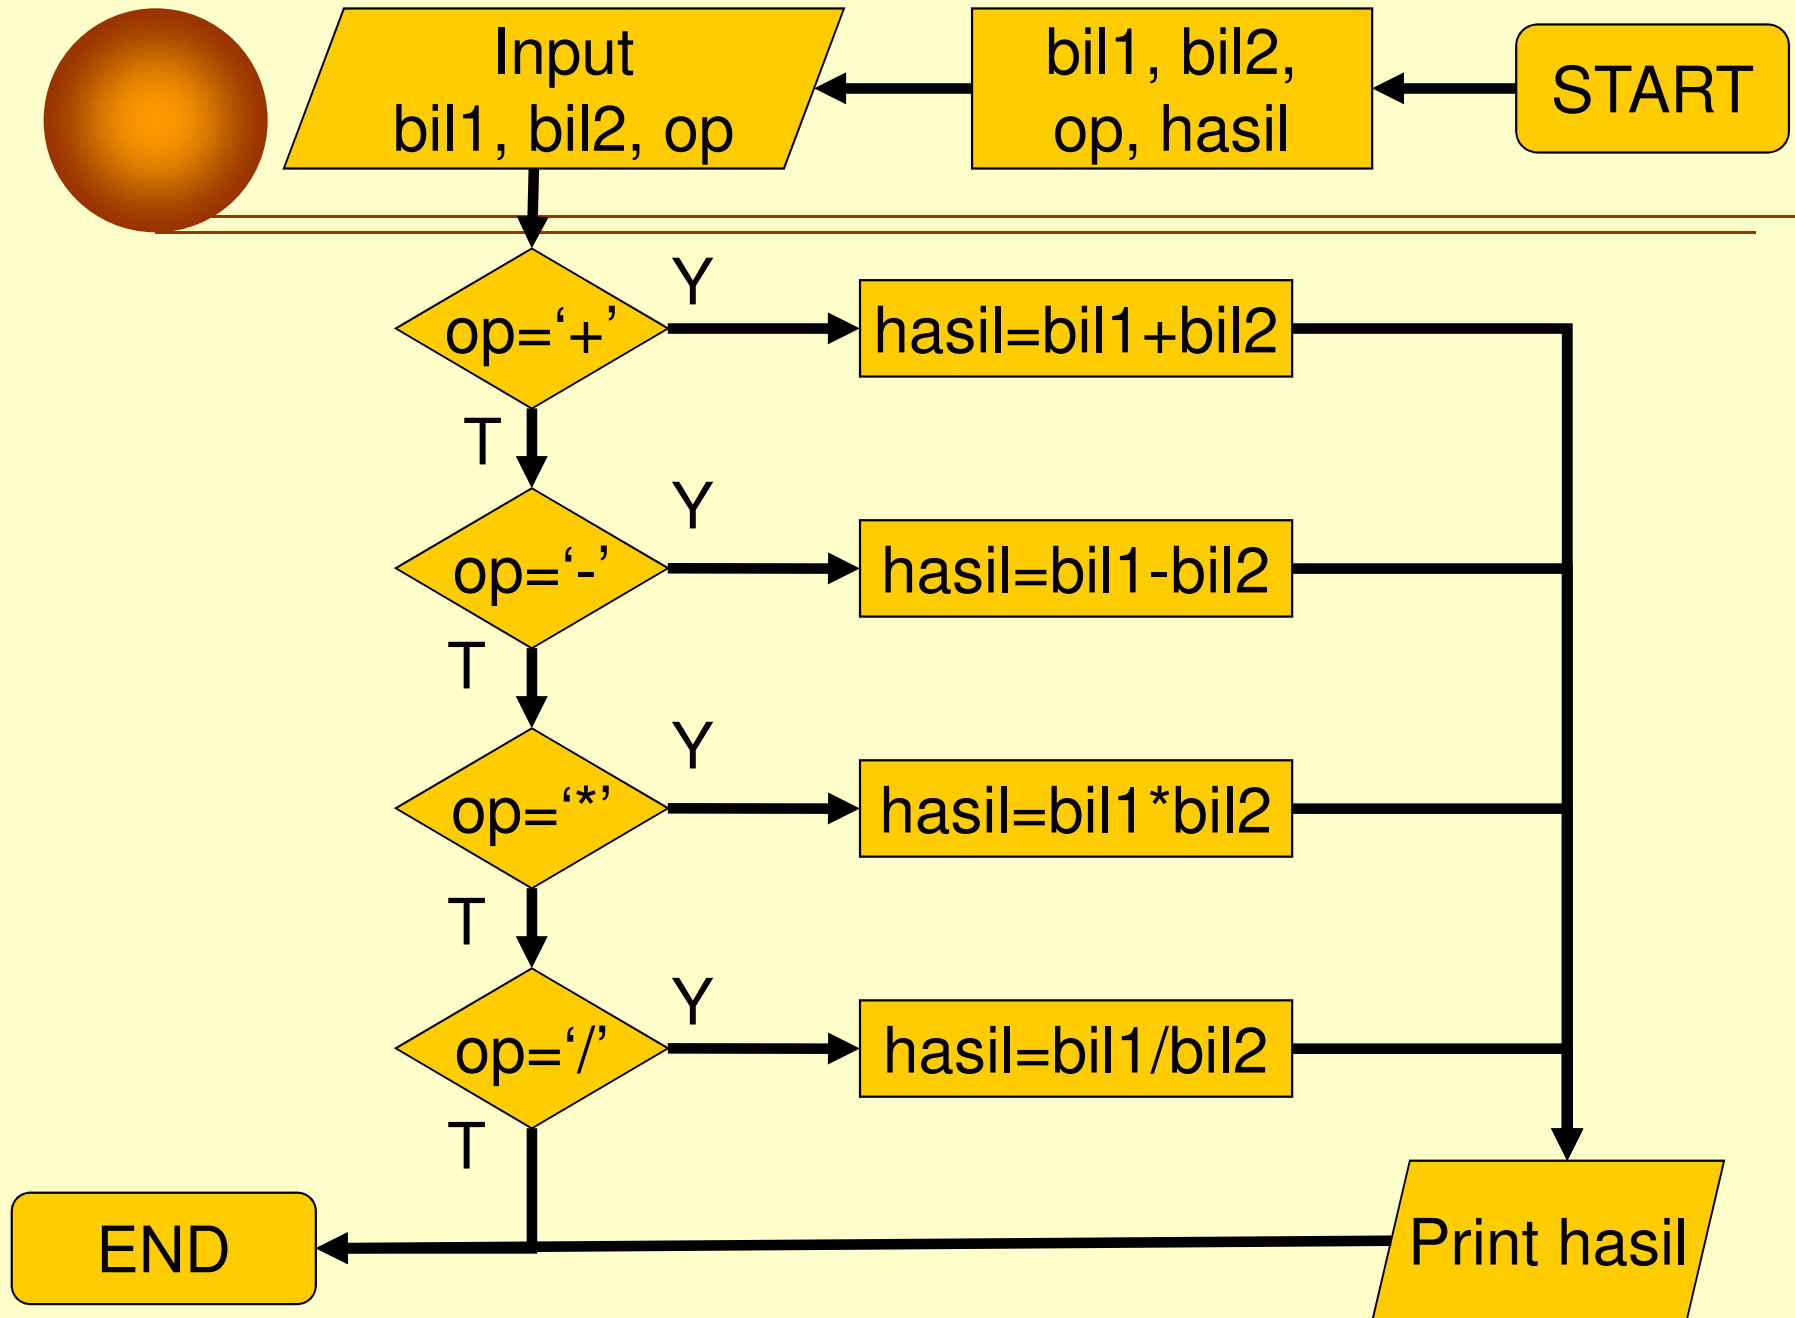 START
bil1, bil2,
op, hasil
Input
bil1, bil2, op
op=‘+’
Y
hasil=bil1+bil2
T
op=‘-’
Y
hasil=bil1-bil2
T
op=‘*’
Y
hasil=bil1*bil2
T
op=‘/’
Y
hasil=bil1/bil2
T
Print hasil
END